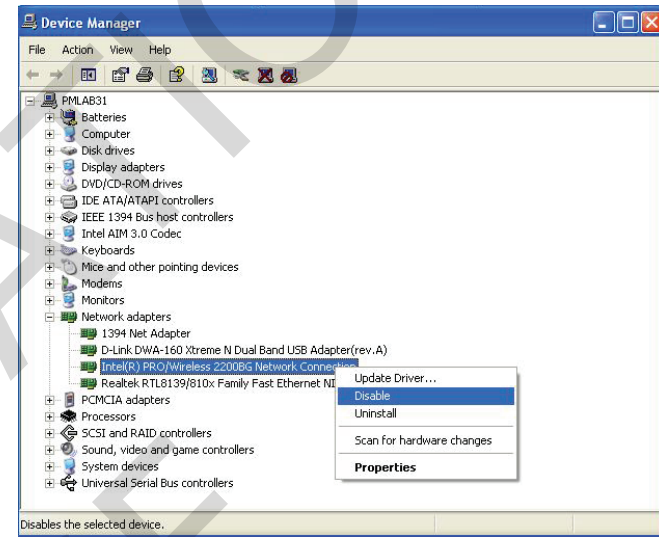 Device Manager
File Action View Help
PMLAB31
Batteries
Computer
Disk drives
Display adapters
DVD/CD-ROM drives
IDE ATA/ATAPI controllers
IEEE 1394 Bus host controllers
Intel AIM 3.0 Codec
Keyboards
Mice and other pointing devices
Modems
Monitors
Network adapters
1394 Net Adapter
D-Link DWA-160 Xtreme N Dual Band USB Adapter(rev.A)
Intel(R) PRO/Wireless 2200BG Network Connection
Realtek RTL8139/810x Family Fast Ethernet NI
PCMCIA adapters
Processors
SCSI and RAID controllers
Sound, video and game controllers
System devices
Universal Serial Bus controllers
Update Driver...
Disable
Uninstall
Scan for hardware changes
Properties
Disables the selected device.